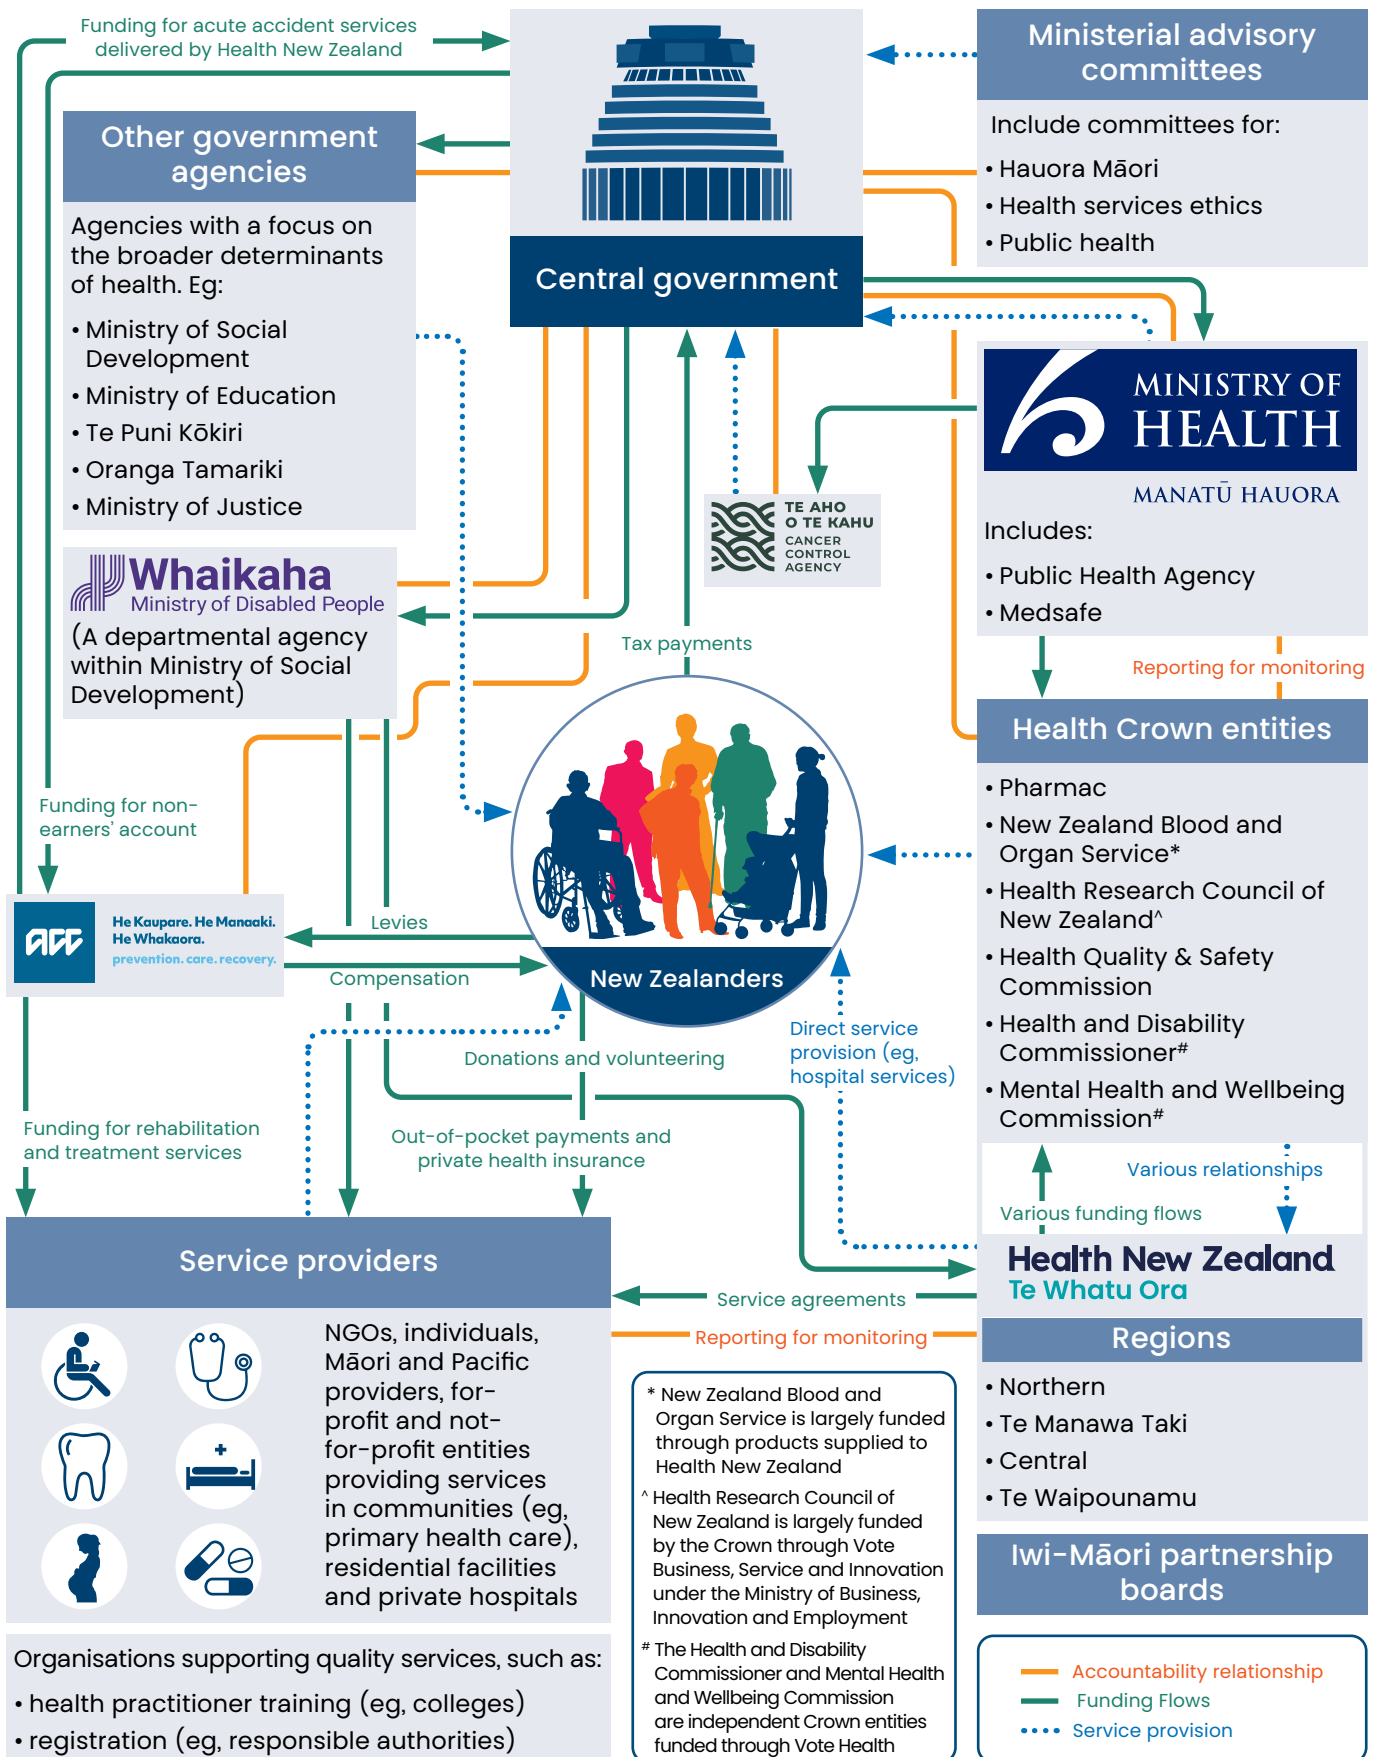 Funding for acute accident services
delivered by Health New Zealand
Central government
Ministerial advisory
committees
Include committees for:
• Hauora Māori
• Health services ethics
• Public health
Other government
agencies
Agencies with a focus on
the broader determinants
of health. Eg:
• Ministry of Social
Development
• Ministry of Education
• Te Puni Kōkiri
• Oranga Tamariki
• Ministry of Justice
MINISTRY OF
HEALTH
MANATŪ HAUORA
Includes:
• Public Health Agency
• Medsafe
TE AHO
O TE KAHU
CANCER
CONTROL
AGENCY
Whaikaha
Ministry of Disabled People
(A departmental agency
within Ministry of Social
Development)
Tax payments
Reporting for monitoring
Health Crown entities
• Pharmac
• New Zealand Blood and
Organ Service*
• Health Research Council of
New Zealand^
• Health Quality & Safety
Commission
• Health and Disability
Commissioner#
• Mental Health and Wellbeing
Commission#
Funding for non-
earners' account
acc
He Kaupare. He Manaaki.
He Whakaora.
prevention. care. recovery.
Levies
Compensation
New Zealanders
Direct service
provision (eg,
hospital services)
Donations and volunteering
Funding for rehabilitation
and treatment services
Out-of-pocket payments and
private health insurance
Various relationships
Various funding flows
Health New Zealand
Te Whatu Ora
Service providers
Service agreements
Reporting for monitoring
Regions
• Northern
• Te Manawa Taki
• Central
• Te Waipounamu
NGOs, individuals,
Māori and Pacific
providers, for-
profit and not-
for-profit entities
providing services
in communities (eg,
primary health care),
residential facilities
and private hospitals
* New Zealand Blood and
Organ Service is largely funded
through products supplied to
Health New Zealand
^ Health Research Council of
New Zealand is largely funded
by the Crown through Vote
Business, Service and Innovation
under the Ministry of Business,
Innovation and Employment
# The Health and Disability
Commissioner and Mental Health
and Wellbeing Commission
are independent Crown entities
funded through Vote Health
Iwi-Māori partnership
boards
Organisations supporting quality services, such as:
• health practitioner training (eg, colleges)
• registration (eg, responsible authorities)
Accountability relationship
Funding Flows
Service provision